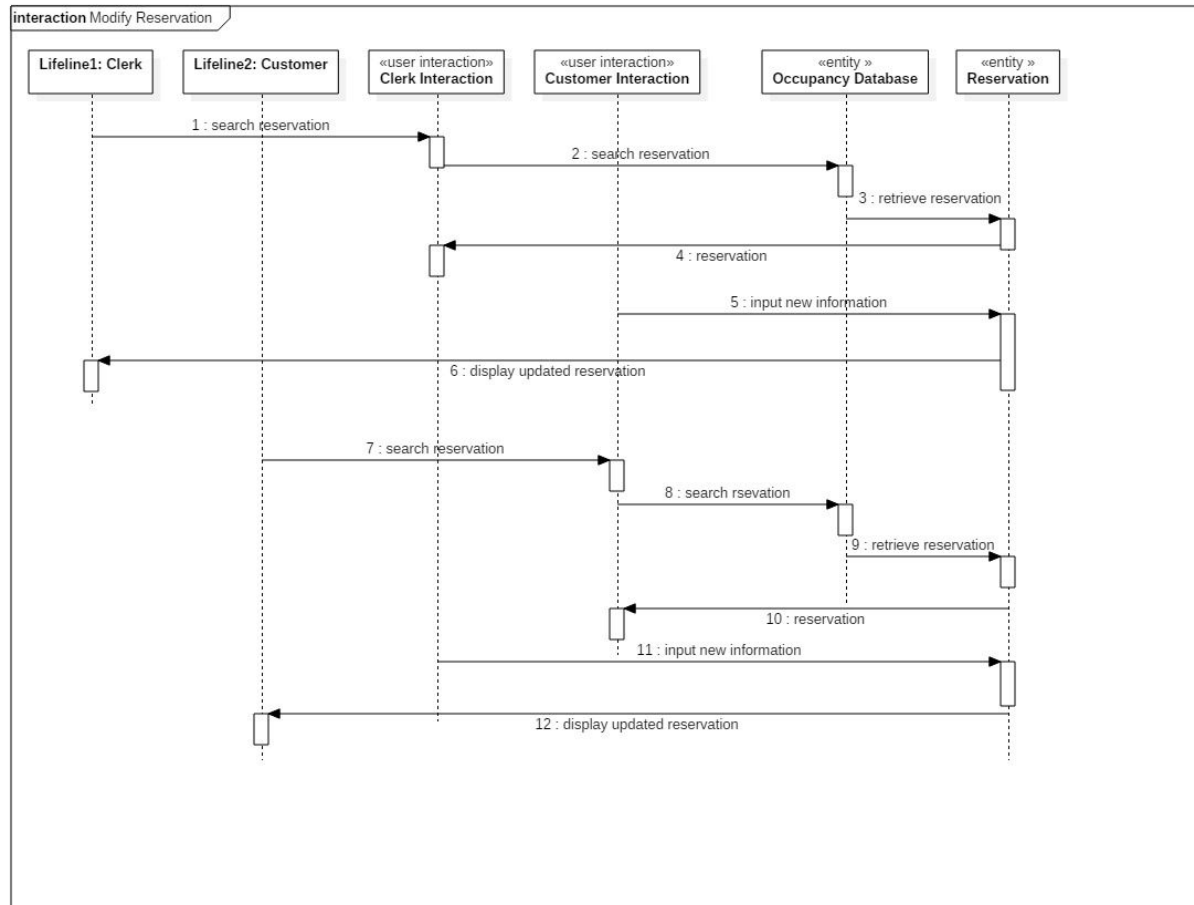 interaction Modify Reservation
Lifeline1: Clerk
Lifeline2: Customer
«user interaction»
Clerk Interaction
«user interaction»
Customer Interaction
«entity »
Occupancy Database
«entity »
Reservation
1 : search reservation
2 : search reservation
3 : retrieve reservation
4 : reservation
5 : input new information
6 : display updated reservation
7 : search reservation
8 : search rsevation
9 : retrieve reservation
10 : reservation
11 : input new information
12 : display updated reservation